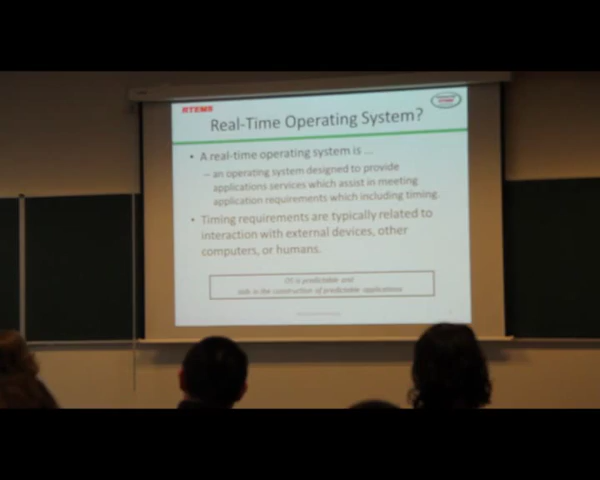 RTEMS
Real-Time Operating System?
• A real-time operating system is ...
– an operating system designed to provide
applications services which assist in meeting
application requirements which including timing.
• Timing requirements are typically related to
interaction with external devices, other
computers, or humans.
OS is predictable and
aids in the construction of predictable applications